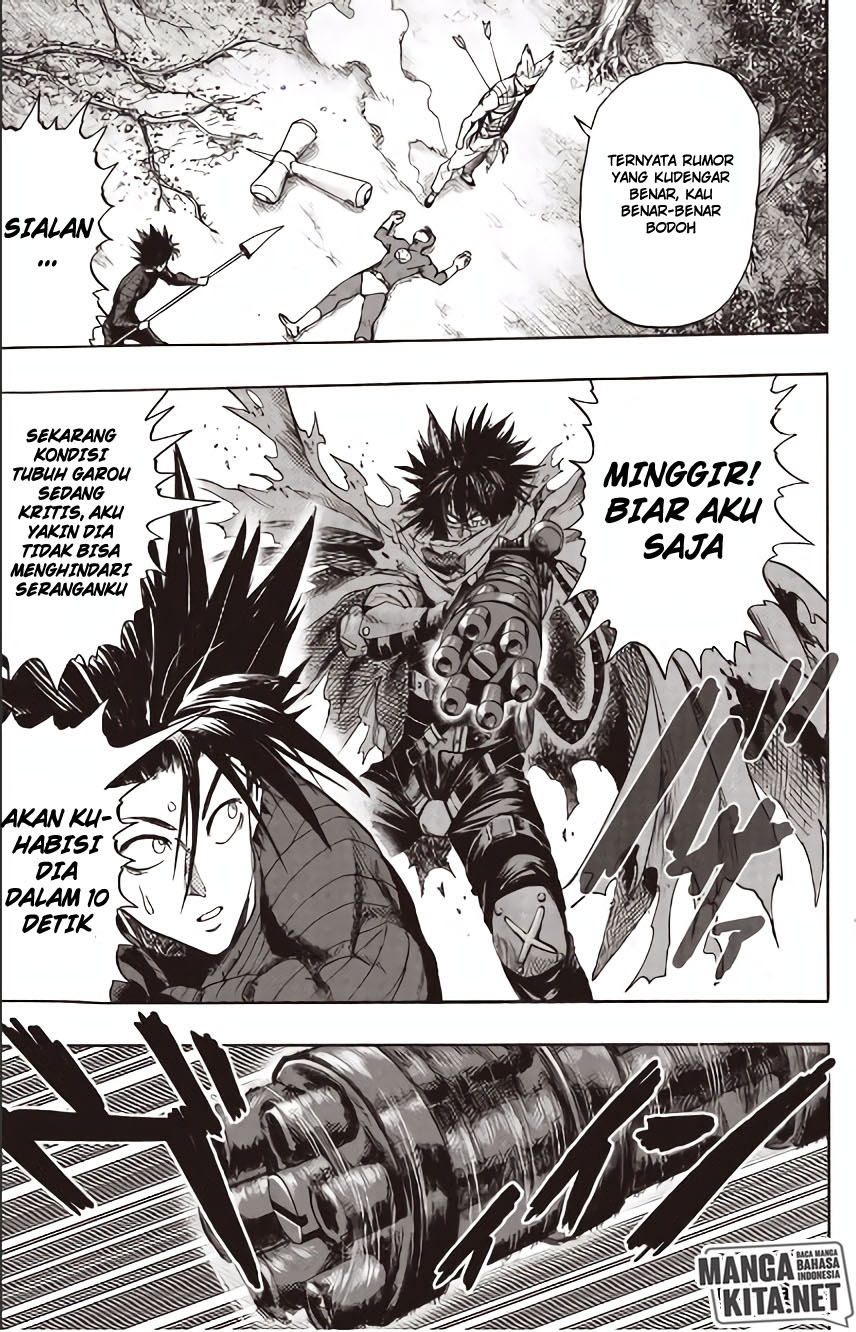 TERNYATA RUMOR
YANG KUDENGAR
BENAR, KAU
BENAR-BENAR
BODOH
SIALAN
...
MINGGIR!
BIAR AKU
SAJA
SEKARANG
KONDISI
TUBUH GAROU
SEDANG
KRITIS, AKU
YAKIN DIA
TIDAK BISA
MENGHINDARI
SERANGANKU
AKAN KU-
HABISI
DIA
DALAM 10
DETIK
MANGA
BACA MANGA
BAHASA
INDONESIA
KITA.NET